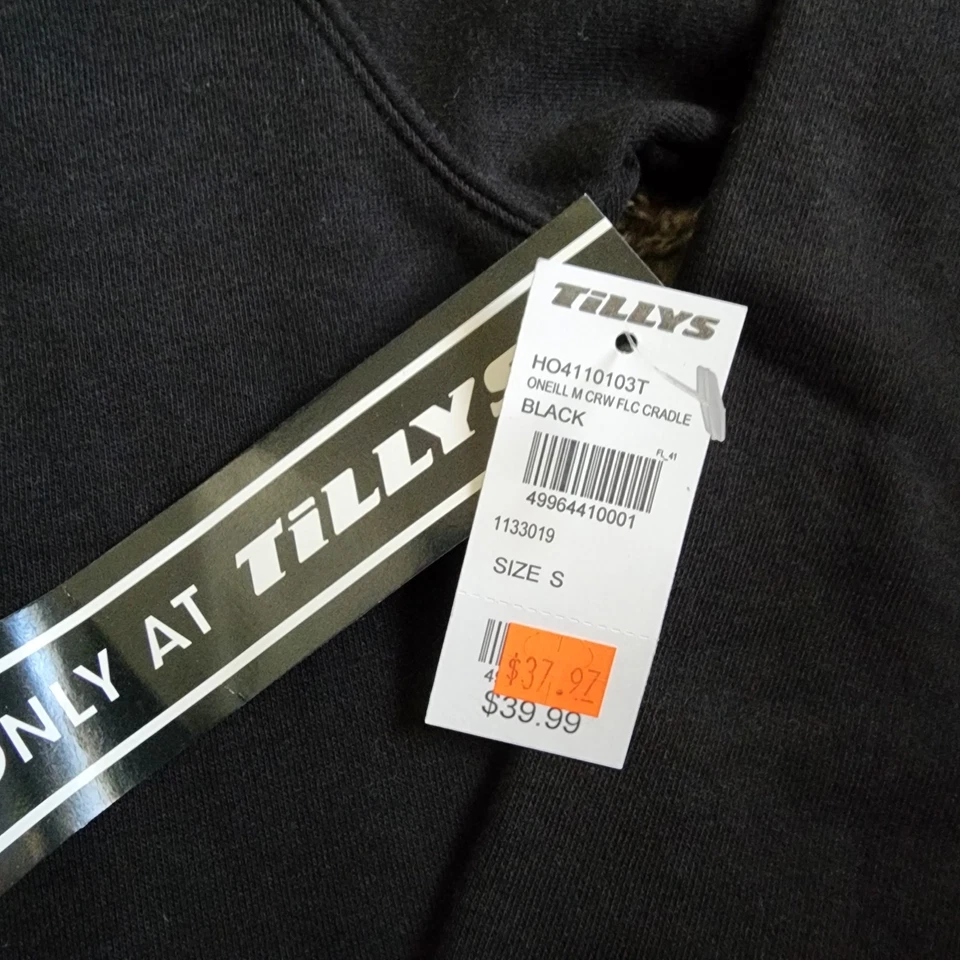 ONLY AT TiLLYS
TiLLYS
HO4110103T
ONEILL M CRW FLC CRADLE
BLACK
FL_41
49964410001
1133019
SIZE S
$37.97
$39.99